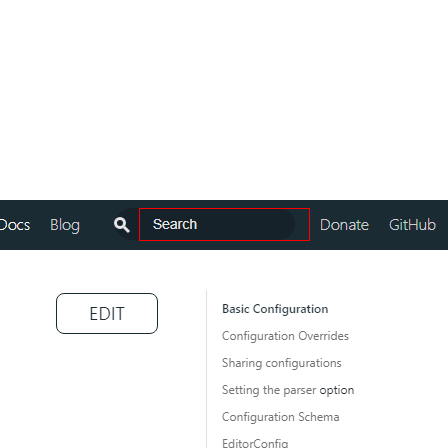 Docs Blog Search Donate GitHub
EDIT
Basic Configuration
Configuration Overrides
Sharing configurations
Setting the parser option
Configuration Schema
EditorConfig